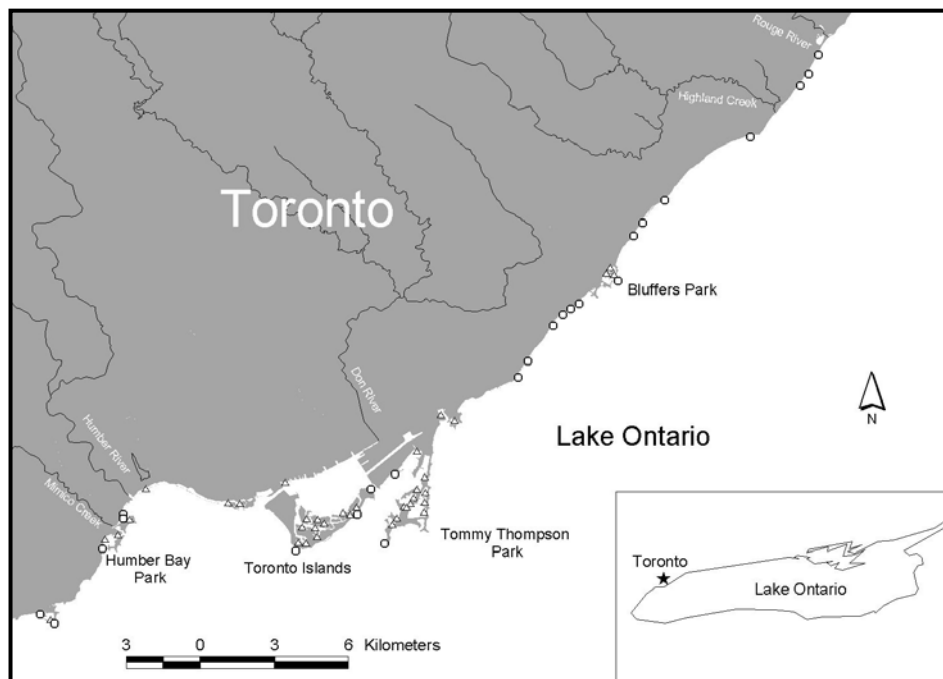 Rouge River
Highland Creek
Toronto
Bluffers Park
Don River
N
Lake Ontario
Humber River
Mimico Creek
Humber Bay
Park
Toronto Islands
Tommy Thompson
Park
3 0 3 6 Kilometers
Toronto
Lake Ontario